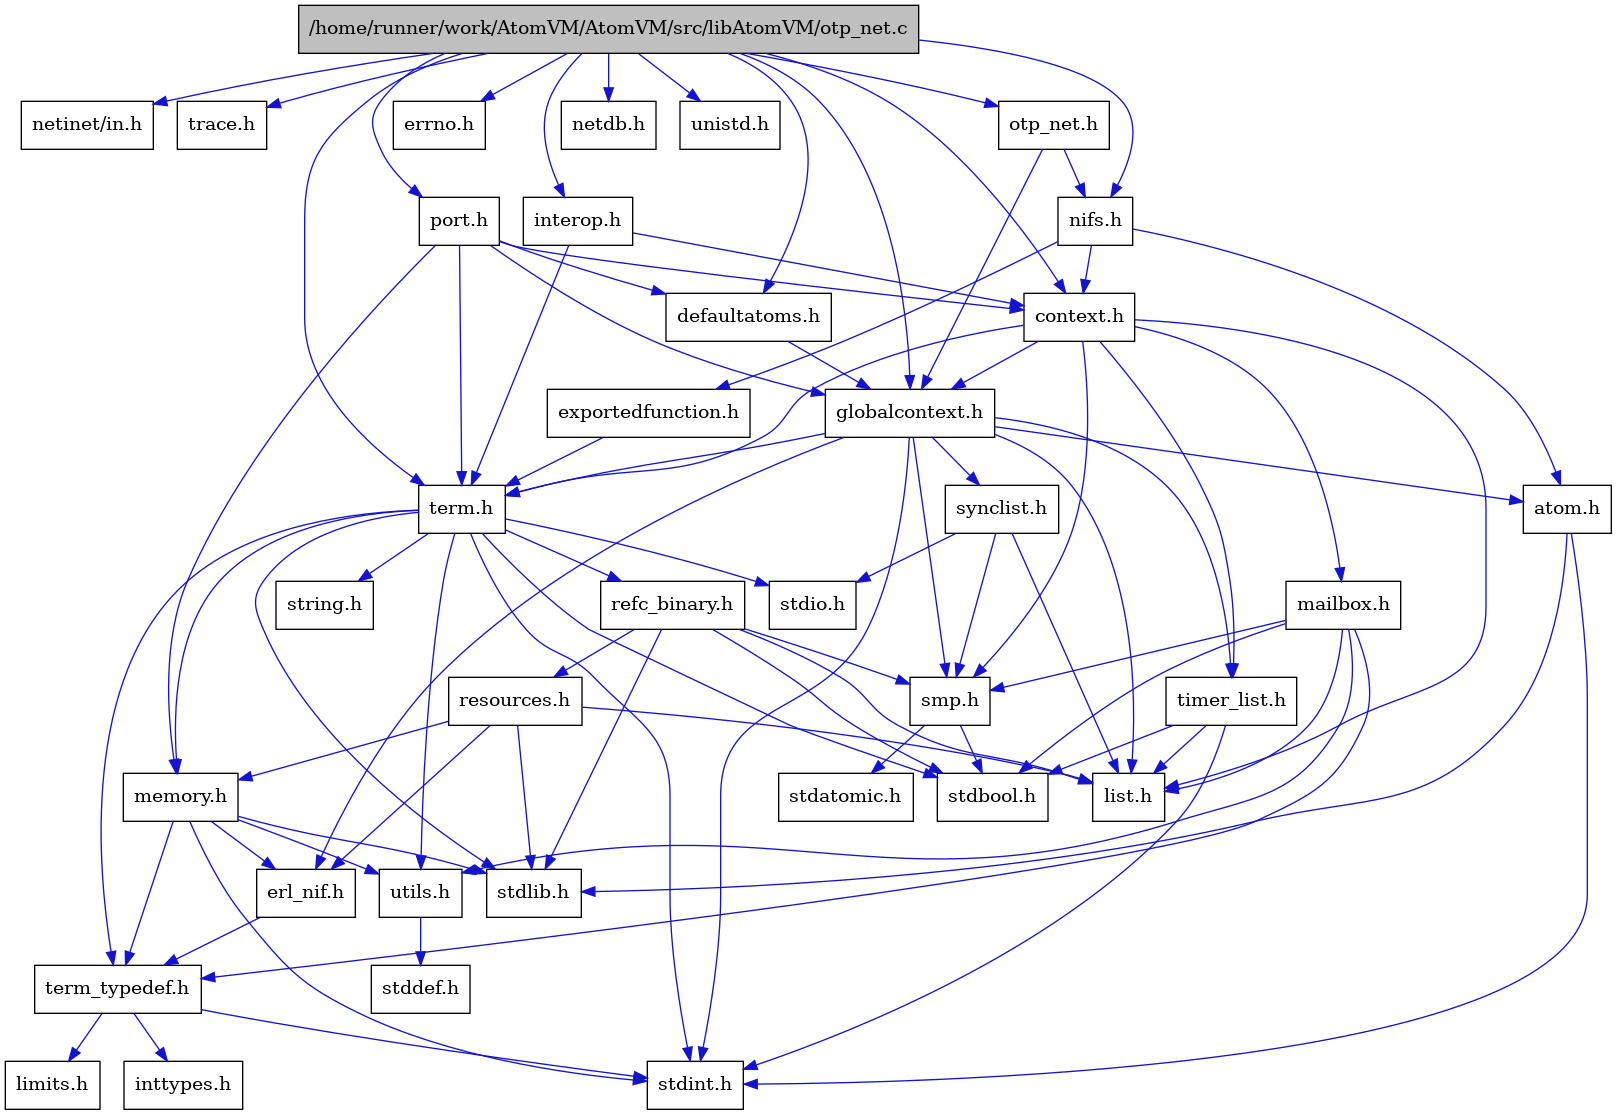 /home/runner/work/AtomVM/AtomVM/src/libAtomVM/otp_net.c
netinet/in.h
trace.h
errno.h
netdb.h
unistd.h
otp_net.h
port.h
interop.h
nifs.h
defaultatoms.h
context.h
exportedfunction.h
globalcontext.h
term.h
synclist.h
atom.h
string.h
refc_binary.h
stdio.h
mailbox.h
resources.h
smp.h
timer_list.h
memory.h
stdatomic.h
stdbool.h
list.h
erl_nif.h
utils.h
stdlib.h
term_typedef.h
stddef.h
limits.h
inttypes.h
stdint.h